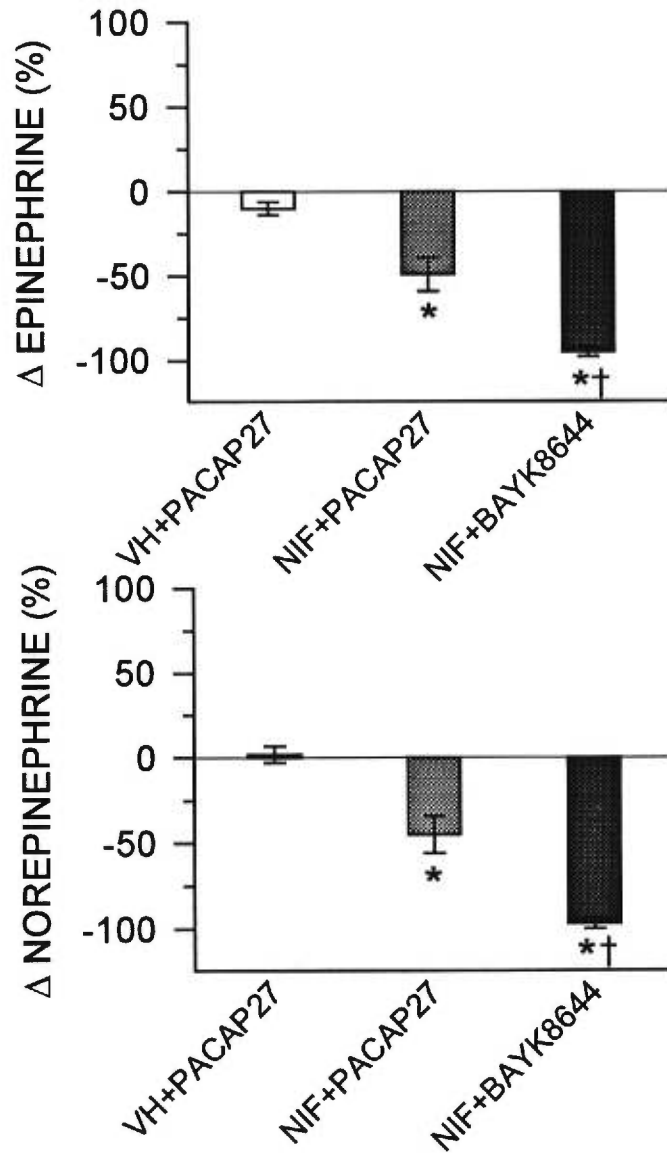 Δ EPINEPHRINE (%)
100
50
0
-50
-100
*
*†
VH+PACAP27
NIF+PACAP27
NIF+BAYK8644
Δ NOREPINEPHRINE (%)
100
50
0
-50
-100
*
*†
VH+PACAP27
NIF+PACAP27
NIF+BAYK8644